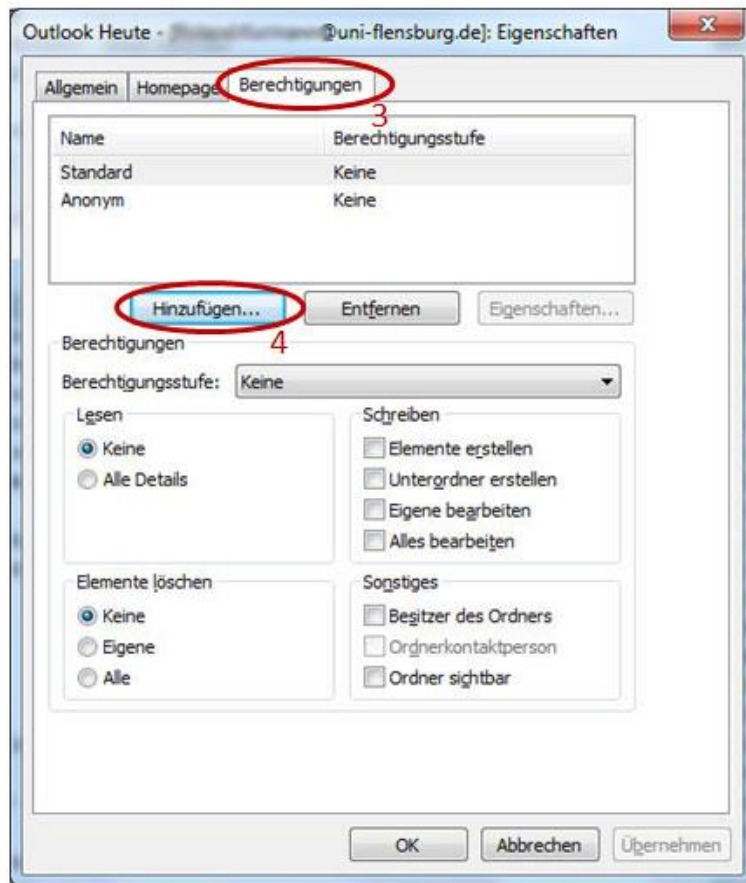 Outlook Heute - [ @uni-flensburg.de]: Eigenschaften
Allgemein Homepage Berechtigungen
3
Name Berechtigungsstufe
Standard Keine
Anonym Keine
Hinzufügen... Entfernen Eigenschaften...
4
Berechtigungen
Berechtigungsstufe: Keine
Lesen
Keine
Alle Details
Schreiben
Elemente erstellen
Unterordner erstellen
Eigene bearbeiten
Alles bearbeiten
Elemente löschen
Keine
Eigene
Alle
Sonstiges
Besitzer des Ordners
Ordnerkontaktperson
Ordner sichtbar
OK Abbrechen Übernehmen